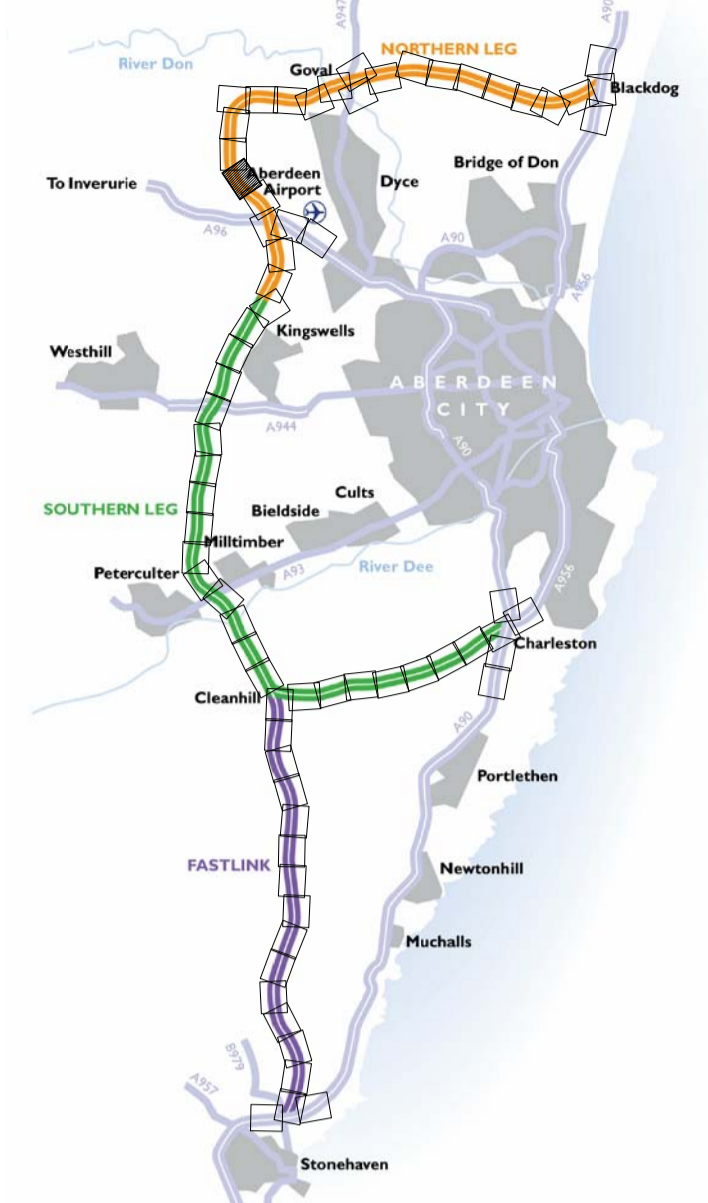 A947
A90
NORTHERN LEG
River Don
Goval
Blackdog
Aberdeen
Airport
Bridge of Don
Dyce
To Inverurie
A96
A90
A956
Kingswells
Westhill
ABERDEEN
CITY
A944
A90
Cults
Bieldside
SOUTHERN LEG
Milltimber
Peterculter
A93
River Dee
A956
Charleston
Cleanhill
A90
Portlethen
FASTLINK
Newtonhill
Muchalls
B979
A957
Stonehaven